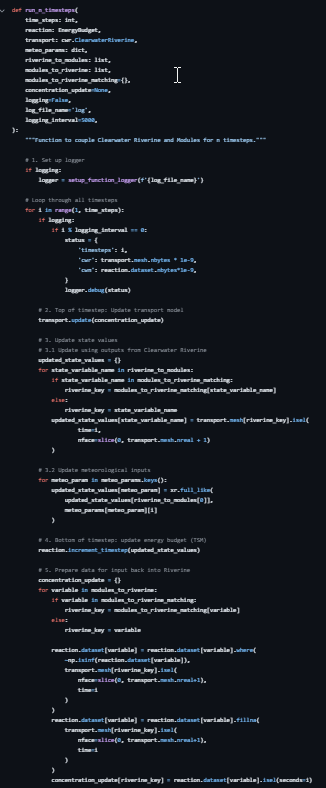 def run_n_timesteps(
time_steps: int,
reaction: EnergyBudget,
transport: cwr.ClearwaterRiverine,
meteo_params: dict,
riverine_to_modules: list,
modules_to_riverine: list,
modules_to_riverine_matching={},
concentration_update=None,
logging=False,
log_file_name='log',
logging_interval=5000,
):
"""Function to couple Clearwater Riverine and Modules for n timesteps."""
# 1. Set up logger
if logging:
logger = setup_function_logger(f'{log_file_name}')
# Loop through all timesteps
for i in range(1, time_steps):
if logging:
if i % logging_interval == 0:
status = {
'timesteps': i,
'cwr': transport.mesh.nbytes * 1e-9,
'cwm': reaction.dataset.nbytes*1e-9,
}
logger.debug(status)
# 2. Top of timestep: Update transport model
transport.update(concentration_update)
# 3. Update state values
# 3.1 Update using outputs from Clearwater Riverine
updated_state_values = {}
for state_variable_name in riverine_to_modules:
if state_variable_name in modules_to_riverine_matching:
riverine_key = modules_to_riverine_matching[state_variable_name]
else:
riverine_key = state_variable_name
updated_state_values[state_variable_name] = transport.mesh[riverine_key].isel(
time=i,
nface=slice(0, transport.mesh.nreal + 1)
)
# 3.2 Update meteorological inputs
for meteo_param in meteo_params.keys():
updated_state_values[meteo_param] = xr.full_like(
updated_state_values[riverine_to_modules[0]],
meteo_params[meteo_param][i]
)
# 4. Bottom of timestep: update energy budget (TSM)
reaction.increment_timestep(updated_state_values)
# 5. Prepare data for input back into Riverine
concentration_update = {}
for variable in modules_to_riverine:
if variable in modules_to_riverine_matching:
riverine_key = modules_to_riverine_matching[variable]
else:
riverine_key = variable
reaction.dataset[variable] = reaction.dataset[variable].where(
~np.isinf(reaction.dataset[variable]),
transport.mesh[riverine_key].isel(
nface=slice(0, transport.mesh.nreal+1),
time=i
)
)
reaction.dataset[variable] = reaction.dataset[variable].fillna(
transport.mesh[riverine_key].isel(
nface=slice(0, transport.mesh.nreal+1),
time=i
)
)
concentration_update[riverine_key] = reaction.dataset[variable].isel(seconds=i)